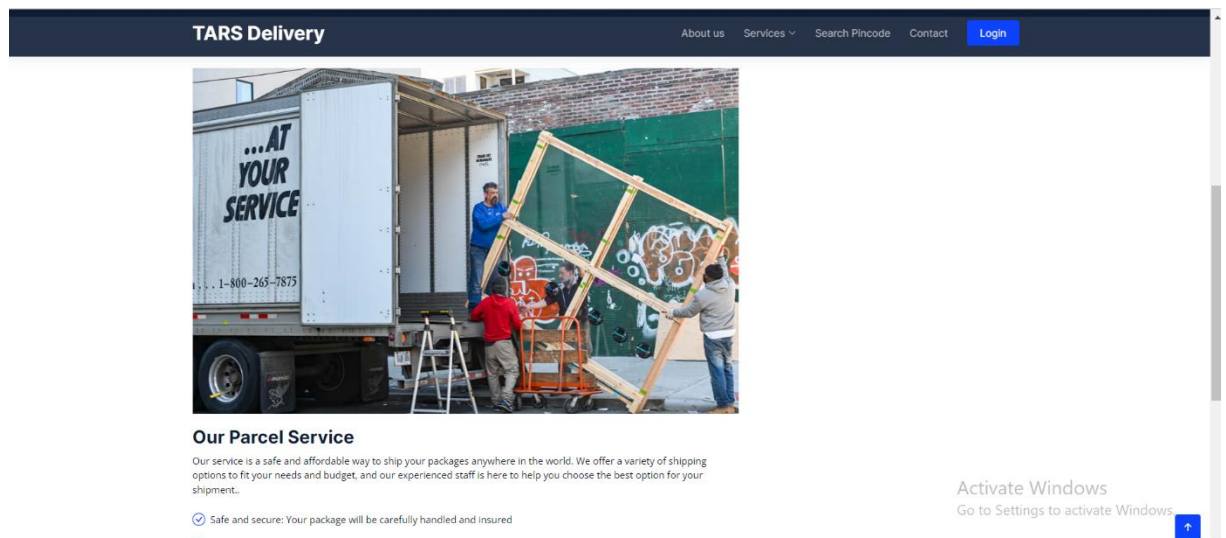 TARS Delivery
About us
Services
Search Pincode
Contact
Login
...AT
YOUR
SERVICE
1-800-265-7875
Our Parcel Service
Our service is a safe and affordable way to ship your packages anywhere in the world. We offer a variety of shipping
options to fit your needs and budget, and our experienced staff is here to help you choose the best option for your
shipment..
Safe and secure: Your package will be carefully handled and insured
Activate Windows
Go to Settings to activate Windows.